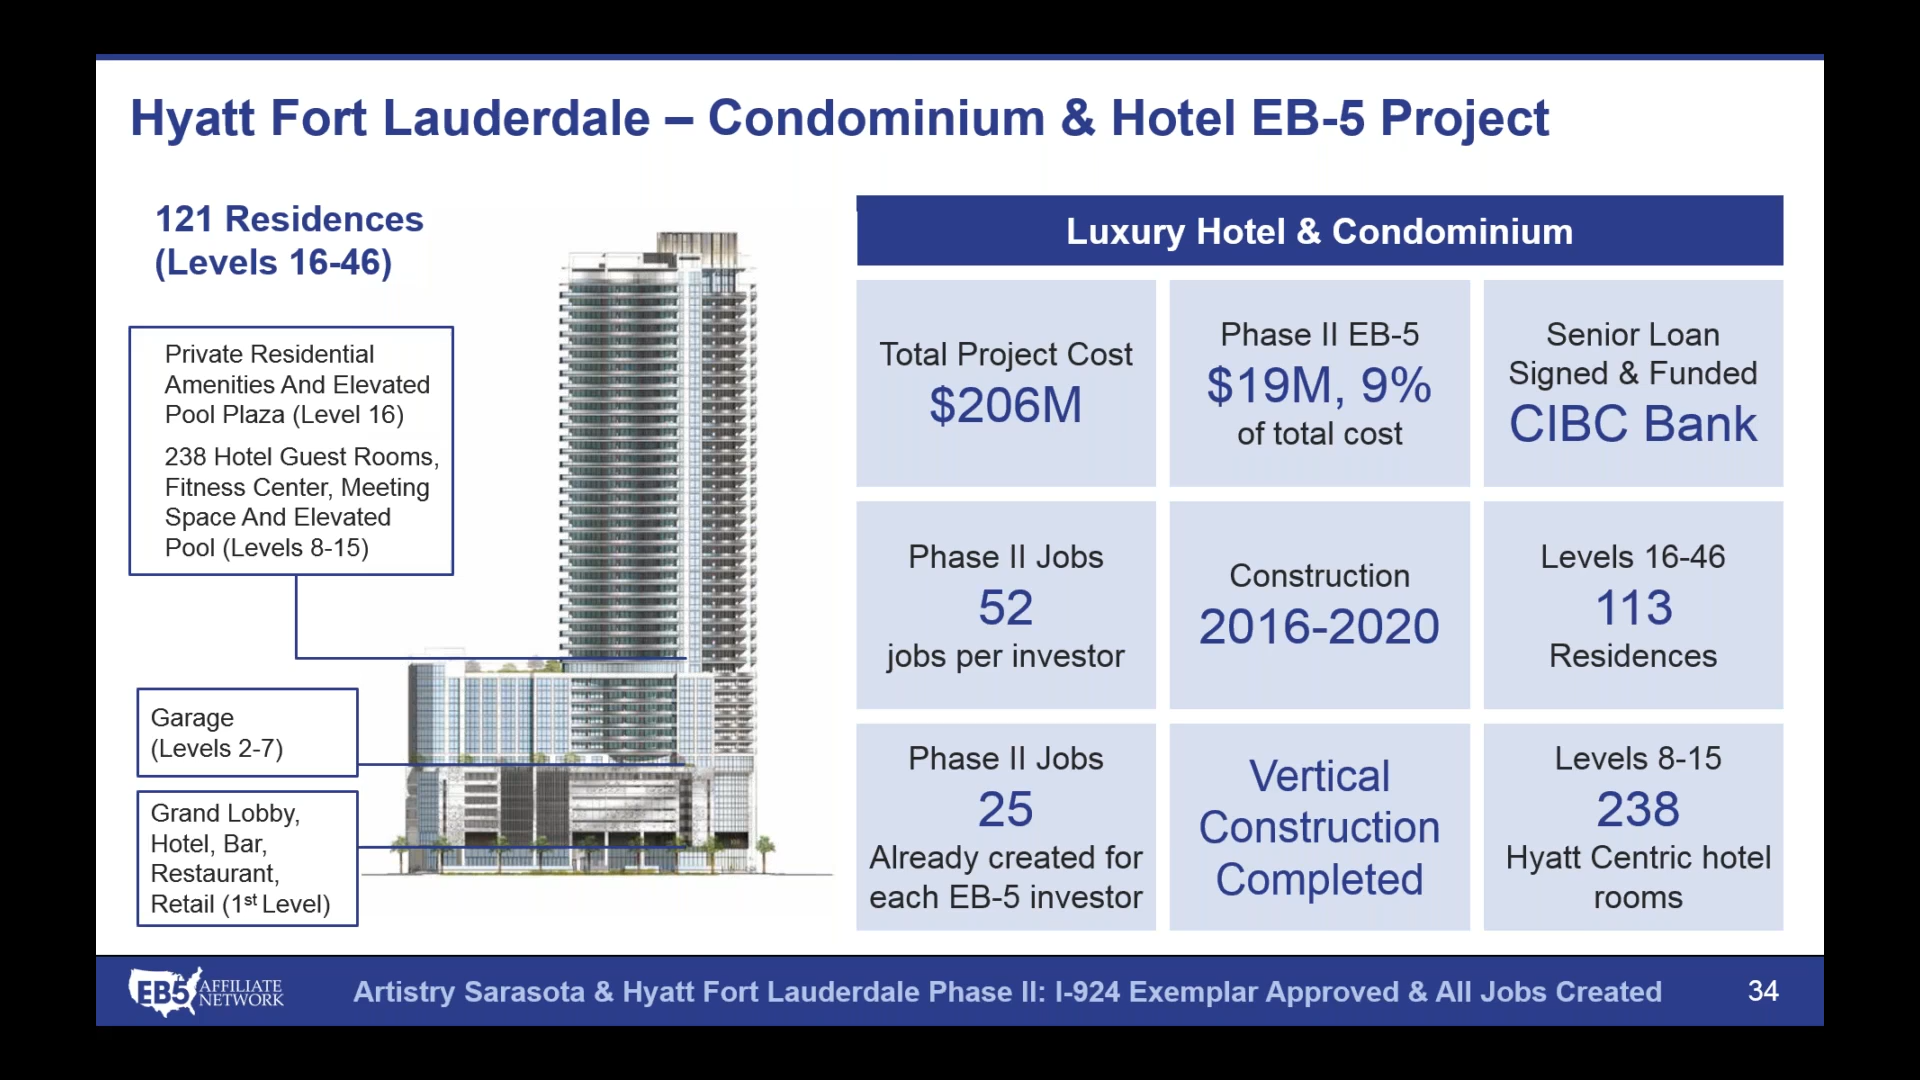 Hyatt Fort Lauderdale – Condominium & Hotel EB-5 Project
121 Residences
(Levels 16-46)
Private Residential
Amenities And Elevated
Pool Plaza (Level 16)
238 Hotel Guest Rooms,
Fitness Center, Meeting
Space And Elevated
Pool (Levels 8-15)
Garage
(Levels 2-7)
Grand Lobby,
Hotel, Bar,
Restaurant,
Retail (1st Level)
Luxury Hotel & Condominium
Total Project Cost
$206M
Phase II EB-5
$19M, 9%
of total cost
Senior Loan
Signed & Funded
CIBC Bank
Phase II Jobs
52
jobs per investor
Construction
2016-2020
Levels 16-46
113
Residences
Phase II Jobs
25
Already created for
each EB-5 investor
Vertical
Construction
Completed
Levels 8-15
238
Hyatt Centric hotel
rooms
EB5 AFFILIATE
NETWORK
Artistry Sarasota & Hyatt Fort Lauderdale Phase II: I-924 Exemplar Approved & All Jobs Created
34